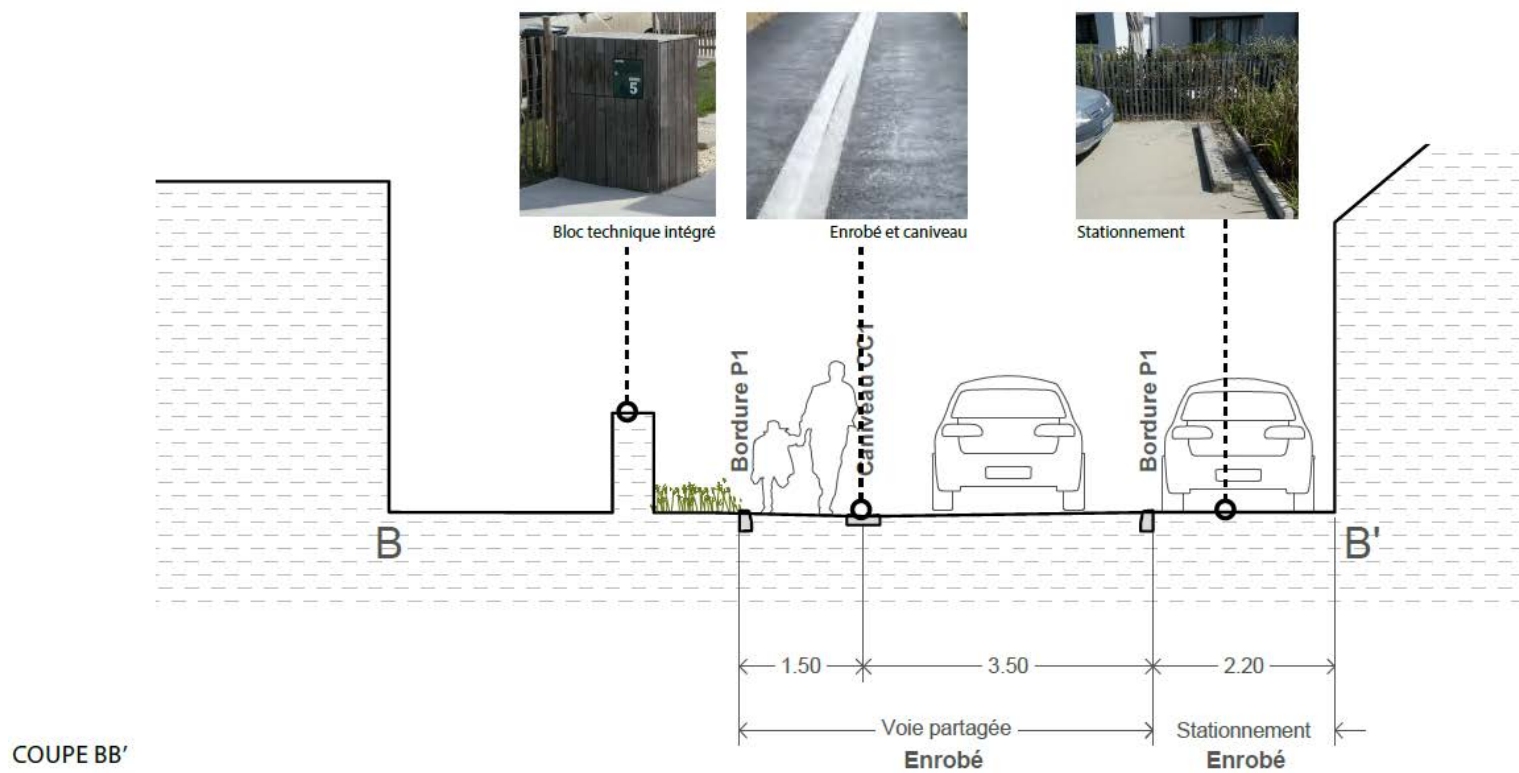 5
Bloc technique intégré
Enrobé et caniveau
Stationnement
Bordure P1
Caniveau CC1
Bordure P1
B
B'
1.50
3.50
2.20
Voie partagée
Enrobé
Stationnement
Enrobé
COUPE BB'